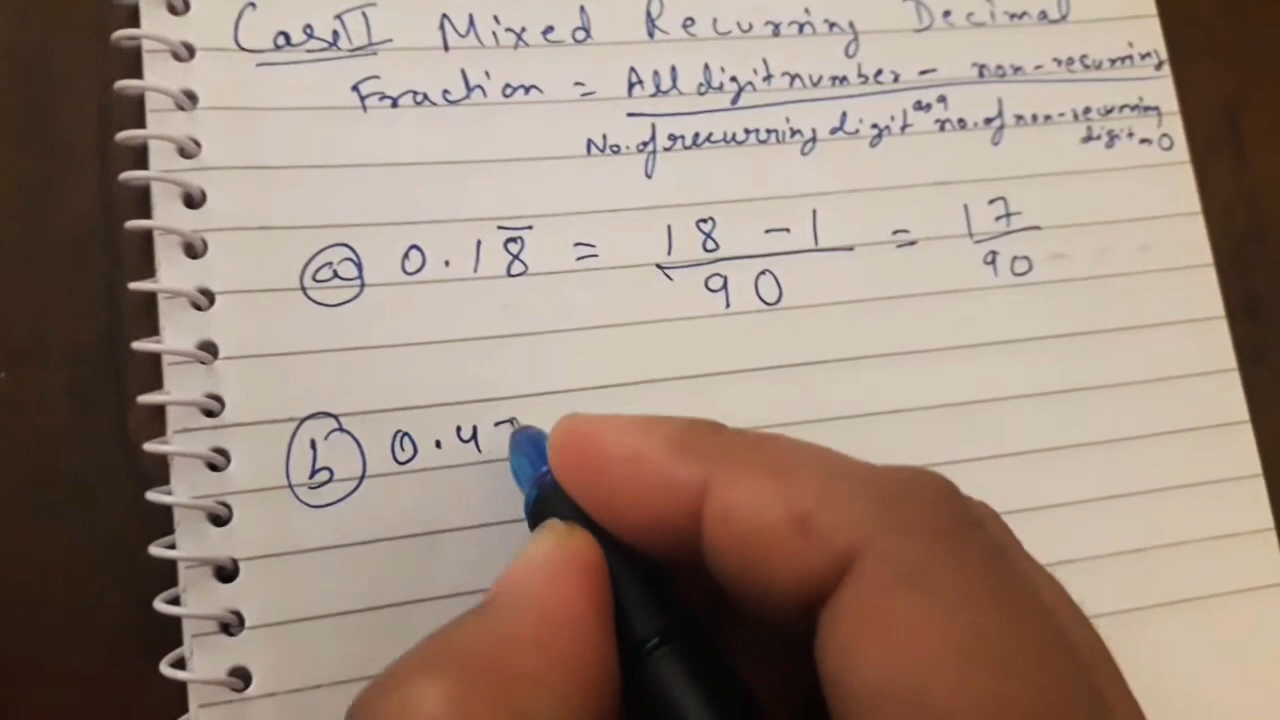 Case II Mixed Recurring Decimal
Fraction = All digit number - non-recurring
No. of recurring digit as 9 no. of non-recurring digit = 0
(a) 0.18̅ = 18 - 1 / 90 = 17 / 90
(b) 0.4